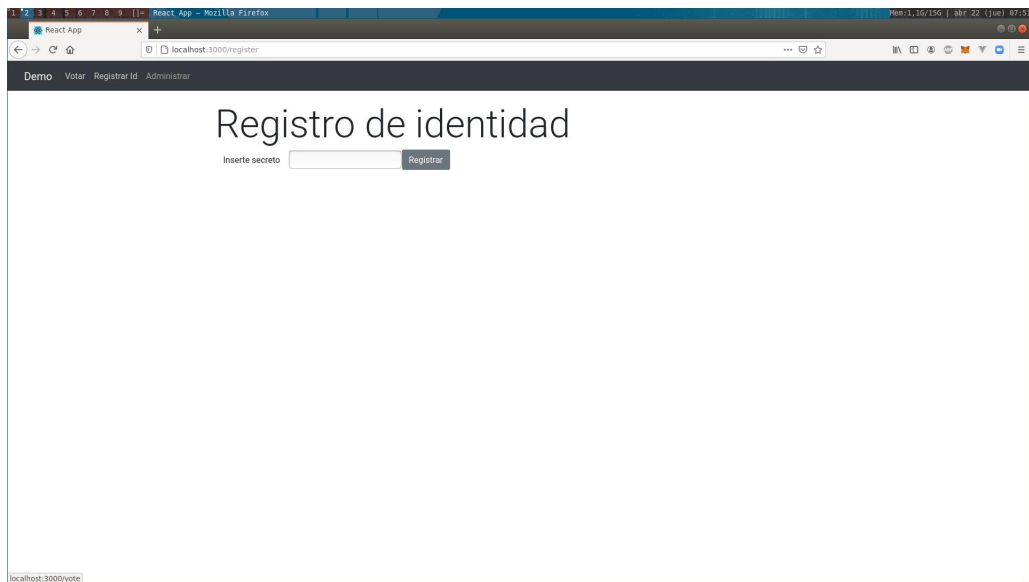 1 2 3 4 5 6 7 8 9 []= React App – Mozilla Firefox Mem:1,1G/15G | abr 22 (jue) 07:5
React App
localhost:3000/register
Demo Votar Registrar Id Administrar
Registro de identidad
Inserte secreto Registrar
localhost:3000/vote